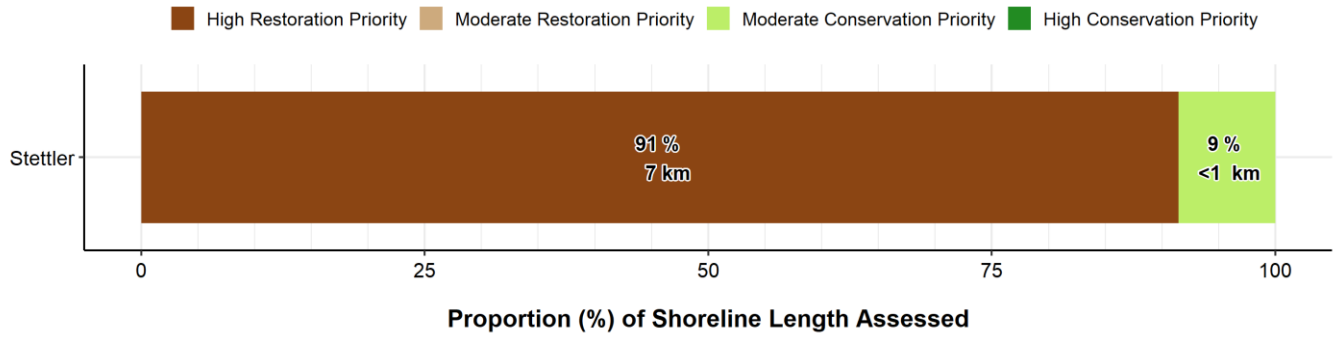 High Restoration Priority Moderate Restoration Priority Moderate Conservation Priority High Conservation Priority
Stettler
91 %
7 km
9 %
<1 km
0 25 50 75 100
Proportion (%) of Shoreline Length Assessed